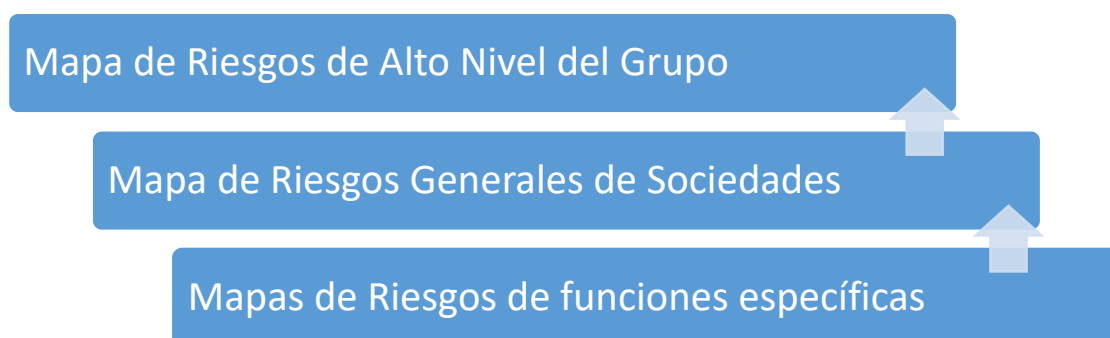 Mapa de Riesgos de Alto Nivel del Grupo
Mapa de Riesgos Generales de Sociedades
Mapas de Riesgos de funciones específicas